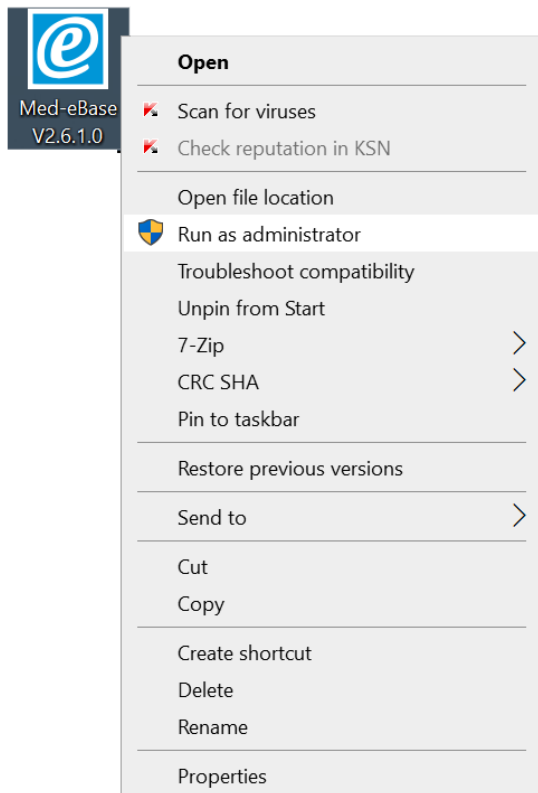 Med-eBase
V2.6.1.0
Open
Scan for viruses
Check reputation in KSN
Open file location
Run as administrator
Troubleshoot compatibility
Unpin from Start
7-Zip
CRC SHA
Pin to taskbar
Restore previous versions
Send to
Cut
Copy
Create shortcut
Delete
Rename
Properties